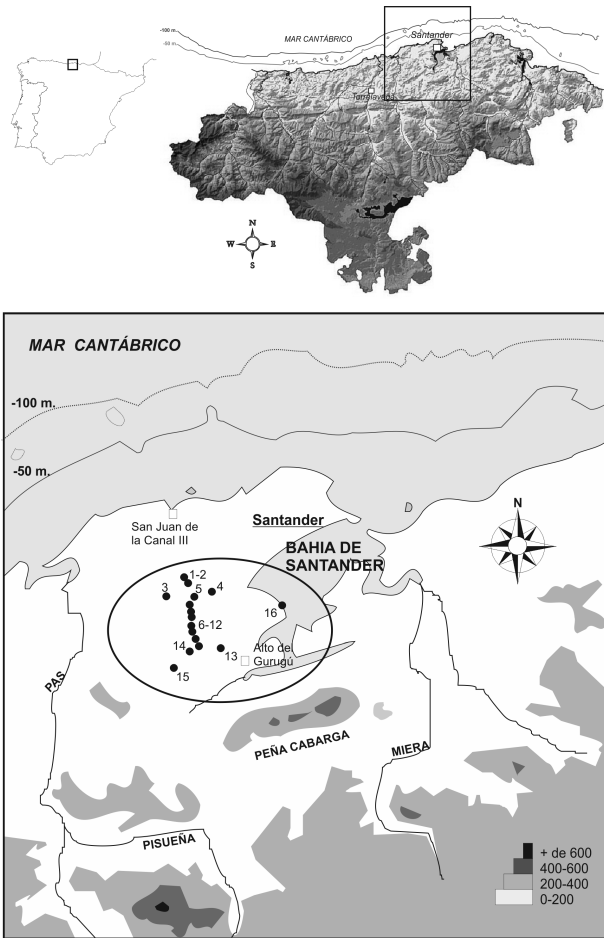 -100 m.
-50 m.
MAR CANTÁBRICO
Santander
Torrelavega
N
W
E
S
MAR CANTÁBRICO
-100 m.
-50 m.
San Juan de
la Canal III
Santander
BAHIA DE
SANTANDER
N
1-2
3
5
4
16
6-12
14
13
Alto del
Gurugú
15
PAS
PEÑA CABARGA
MIERA
PISUEÑA
+ de 600
400-600
200-400
0-200